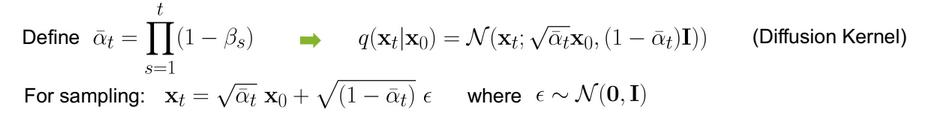 Define ᾱ_t = ∏_{s=1}^{t} (1 − β_s) ➡ q(𝐱_t|𝐱_0) = 𝒩(𝐱_t; √ᾱ_t 𝐱_0, (1 − ᾱ_t)𝐈)) (Diffusion Kernel)
For sampling: 𝐱_t = √ᾱ_t 𝐱_0 + √(1 − ᾱ_t) ϵ where ϵ ∼ 𝒩(𝟎, 𝐈)